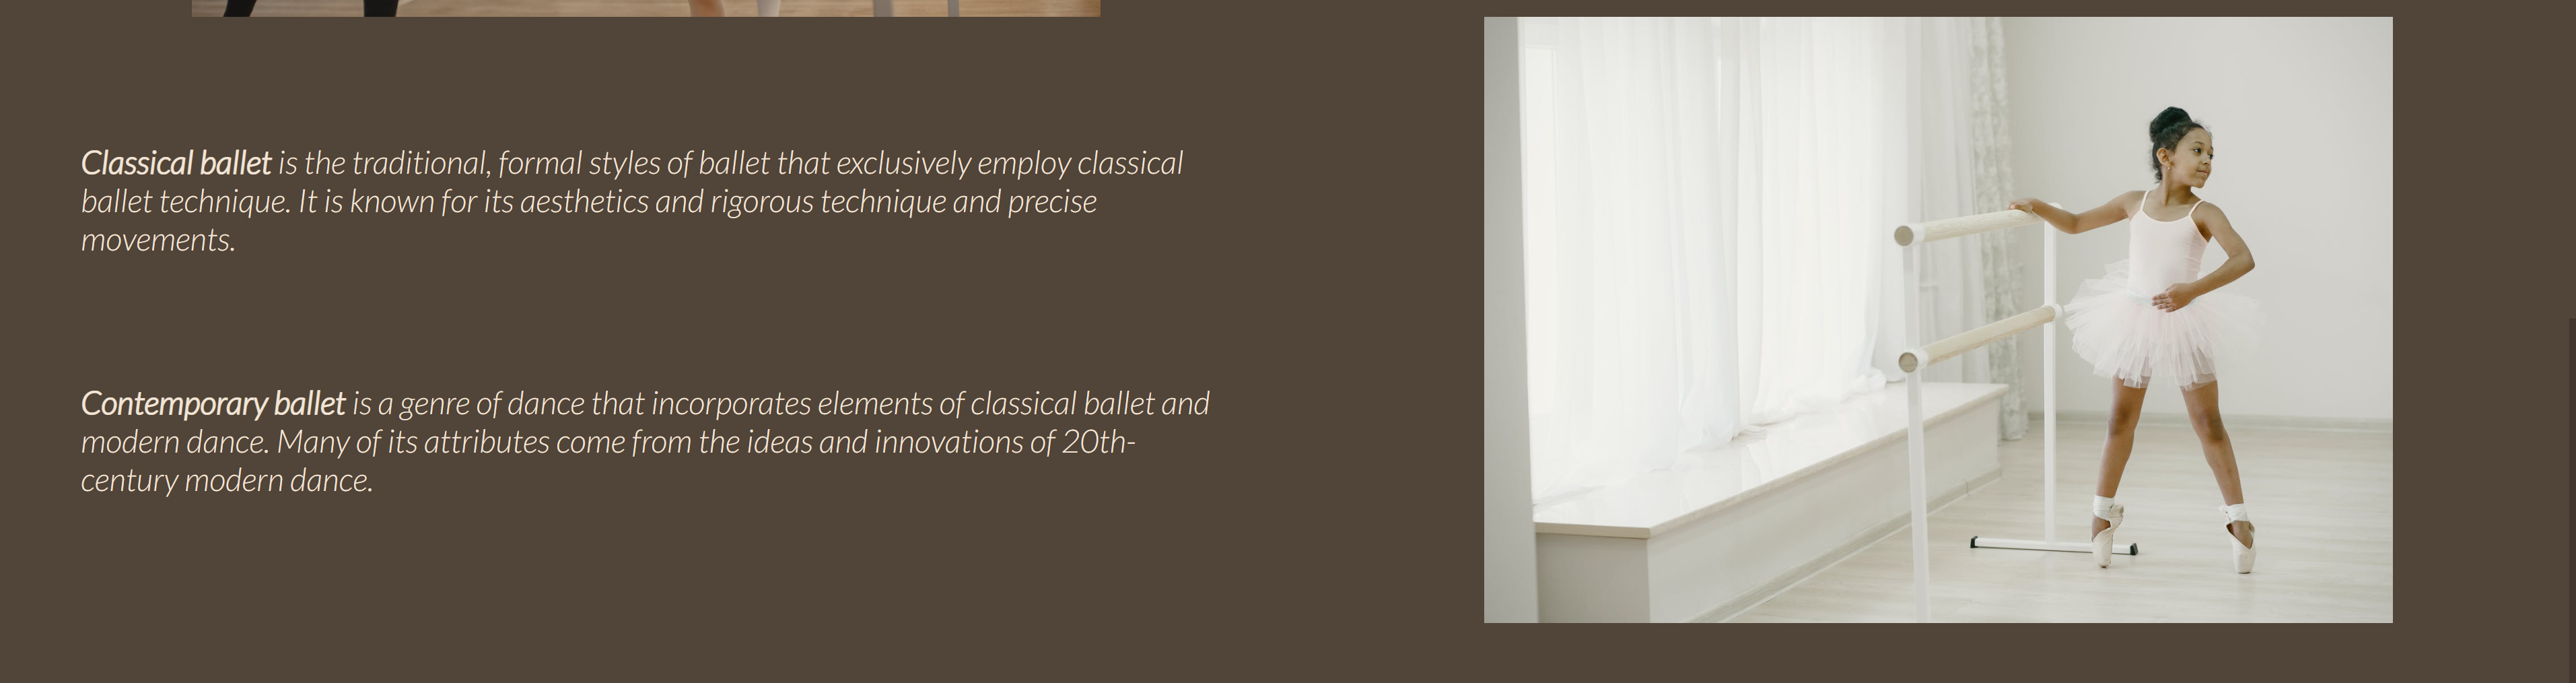 Classical ballet is the traditional, formal styles of ballet that exclusively employ classical
ballet technique. It is known for its aesthetics and rigorous technique and precise
movements.
Contemporary ballet is a genre of dance that incorporates elements of classical ballet and
modern dance. Many of its attributes come from the ideas and innovations of 20th-
century modern dance.